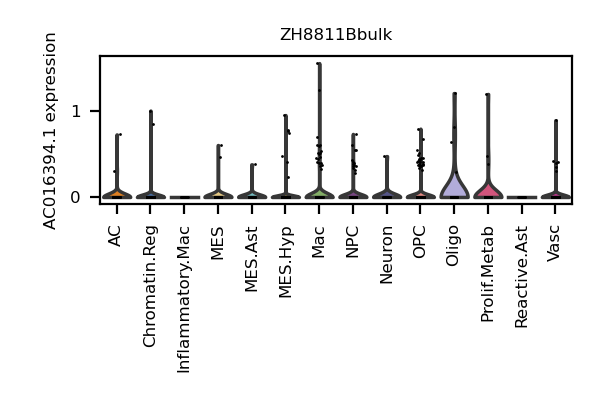 ZH8811Bbulk
AC016394.1 expression
1
0
AC
Chromatin.Reg
Inflammatory.Mac
MES
MES.Ast
MES.Hyp
Mac
NPC
Neuron
OPC
Oligo
Prolif.Metab
Reactive.Ast
Vasc